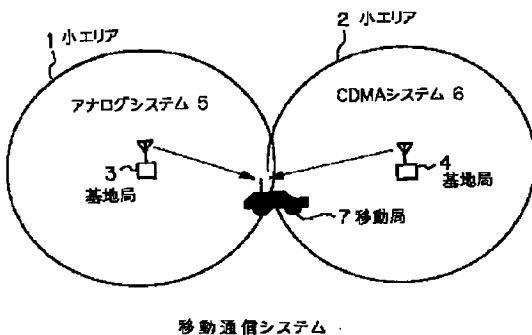 1 小エリア
2 小エリア
アナログシステム 5
CDMAシステム 6
3
基地局
4
基地局
7 移動局
移動通信システム